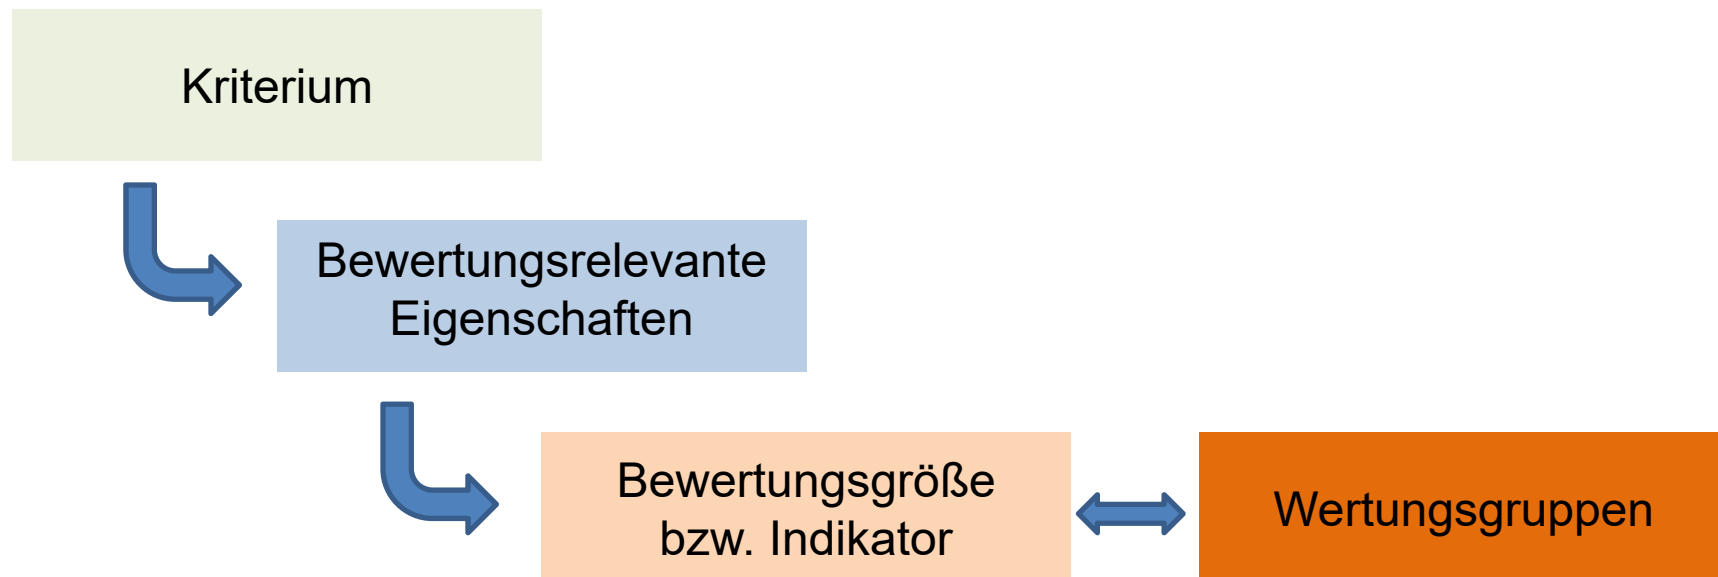 Kriterium
Bewertungsrelevante
Eigenschaften
Bewertungsgröße
bzw. Indikator
Wertungsgruppen